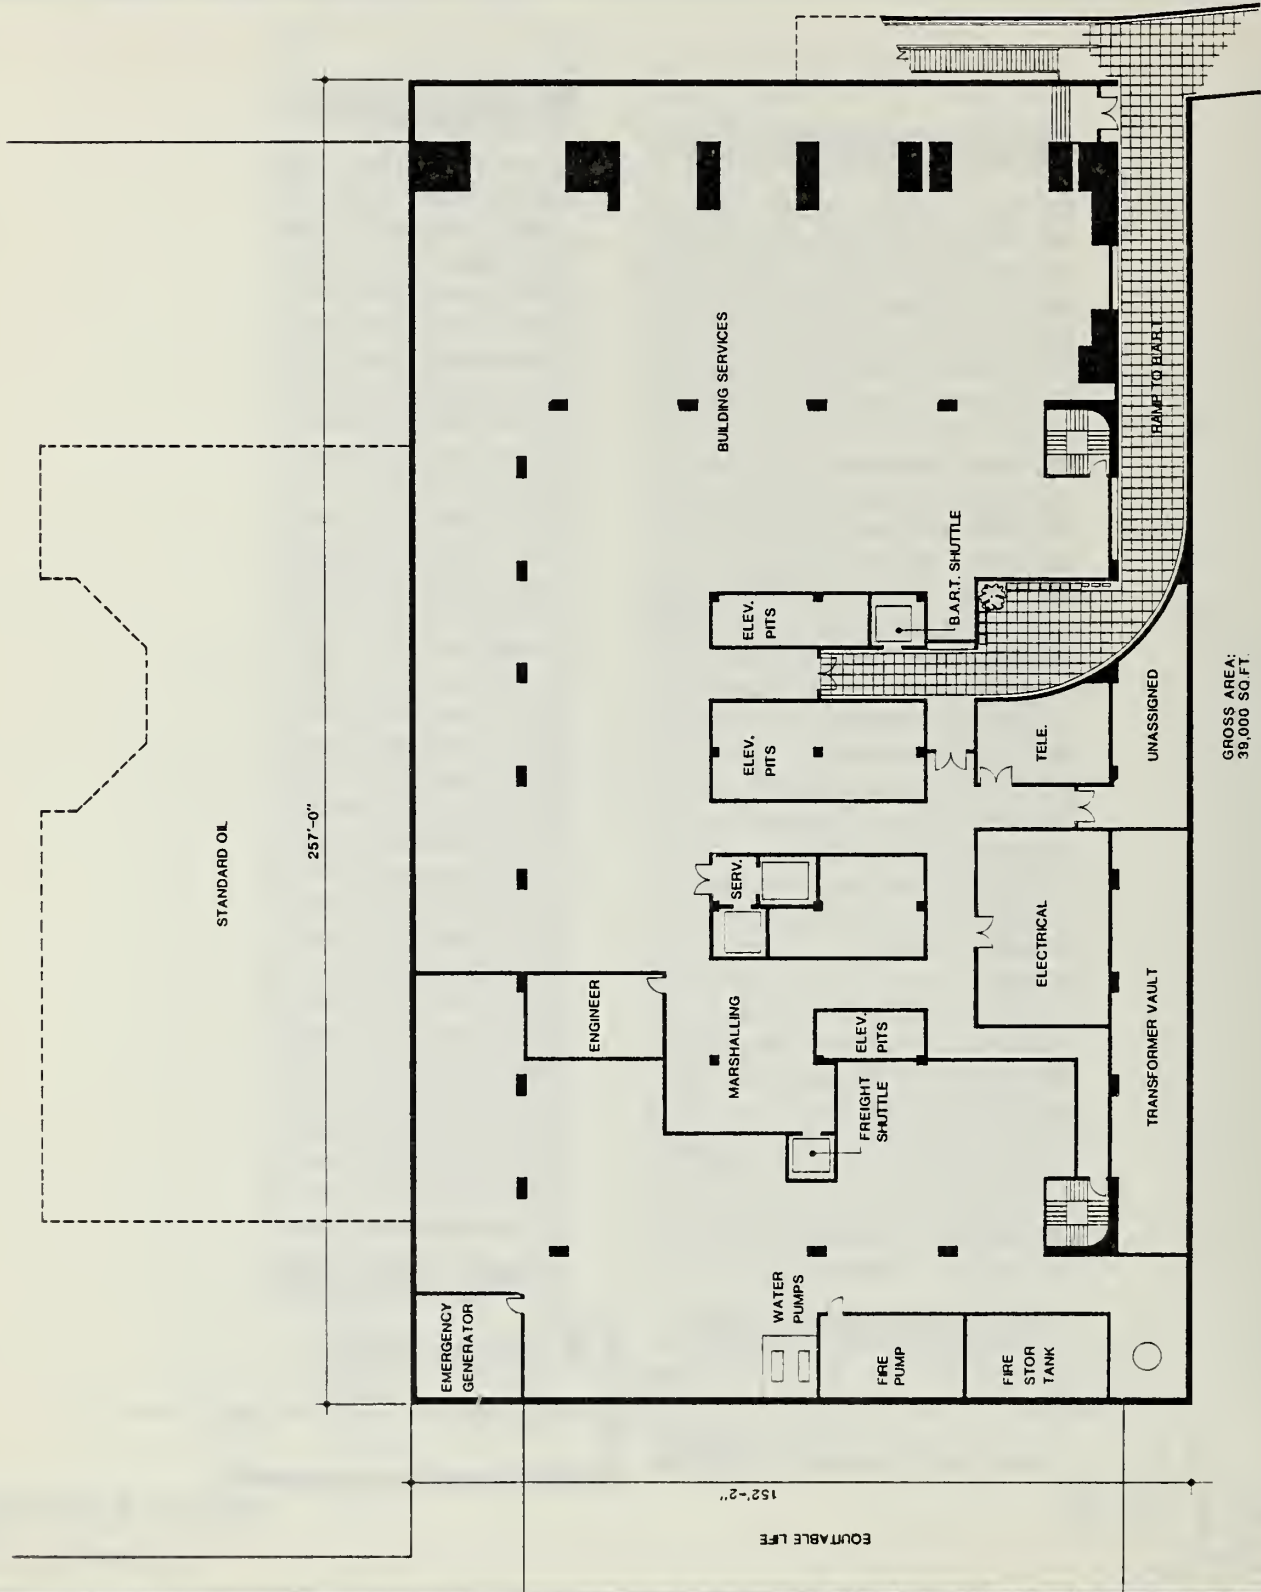 STANDARD OIL
257'-0"
EMERGENCY
GENERATOR
ENGINEER
BUILDING SERVICES
MARSHALLING
SERV.
ELEV.
PITS
ELEV.
PITS
WATER
PUMPS
ELEV.
PITS
FREIGHT
SHUTTLE
B.A.R.T. SHUTTLE
FIRE
PUMP
FIRE
STOR
TANK
ELECTRICAL
TELE.
TRANSFORMER VAULT
UNASSIGNED
RAMP TO B.A.R.T.
GROSS AREA:
39,000 SQ.FT.
152'-2"
EQUITABLE LIFE